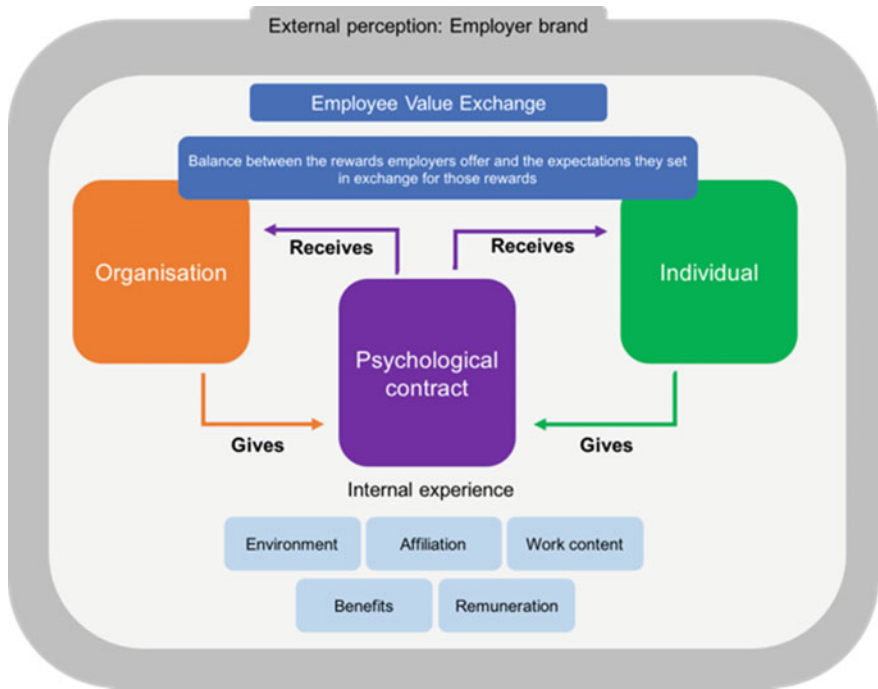 External perception: Employer brand
Employee Value Exchange
Balance between the rewards employers offer and the expectations they set
in exchange for those rewards
Organisation
Receives
Receives
Individual
Psychological
contract
Gives
Gives
Internal experience
Environment
Affiliation
Work content
Benefits
Remuneration